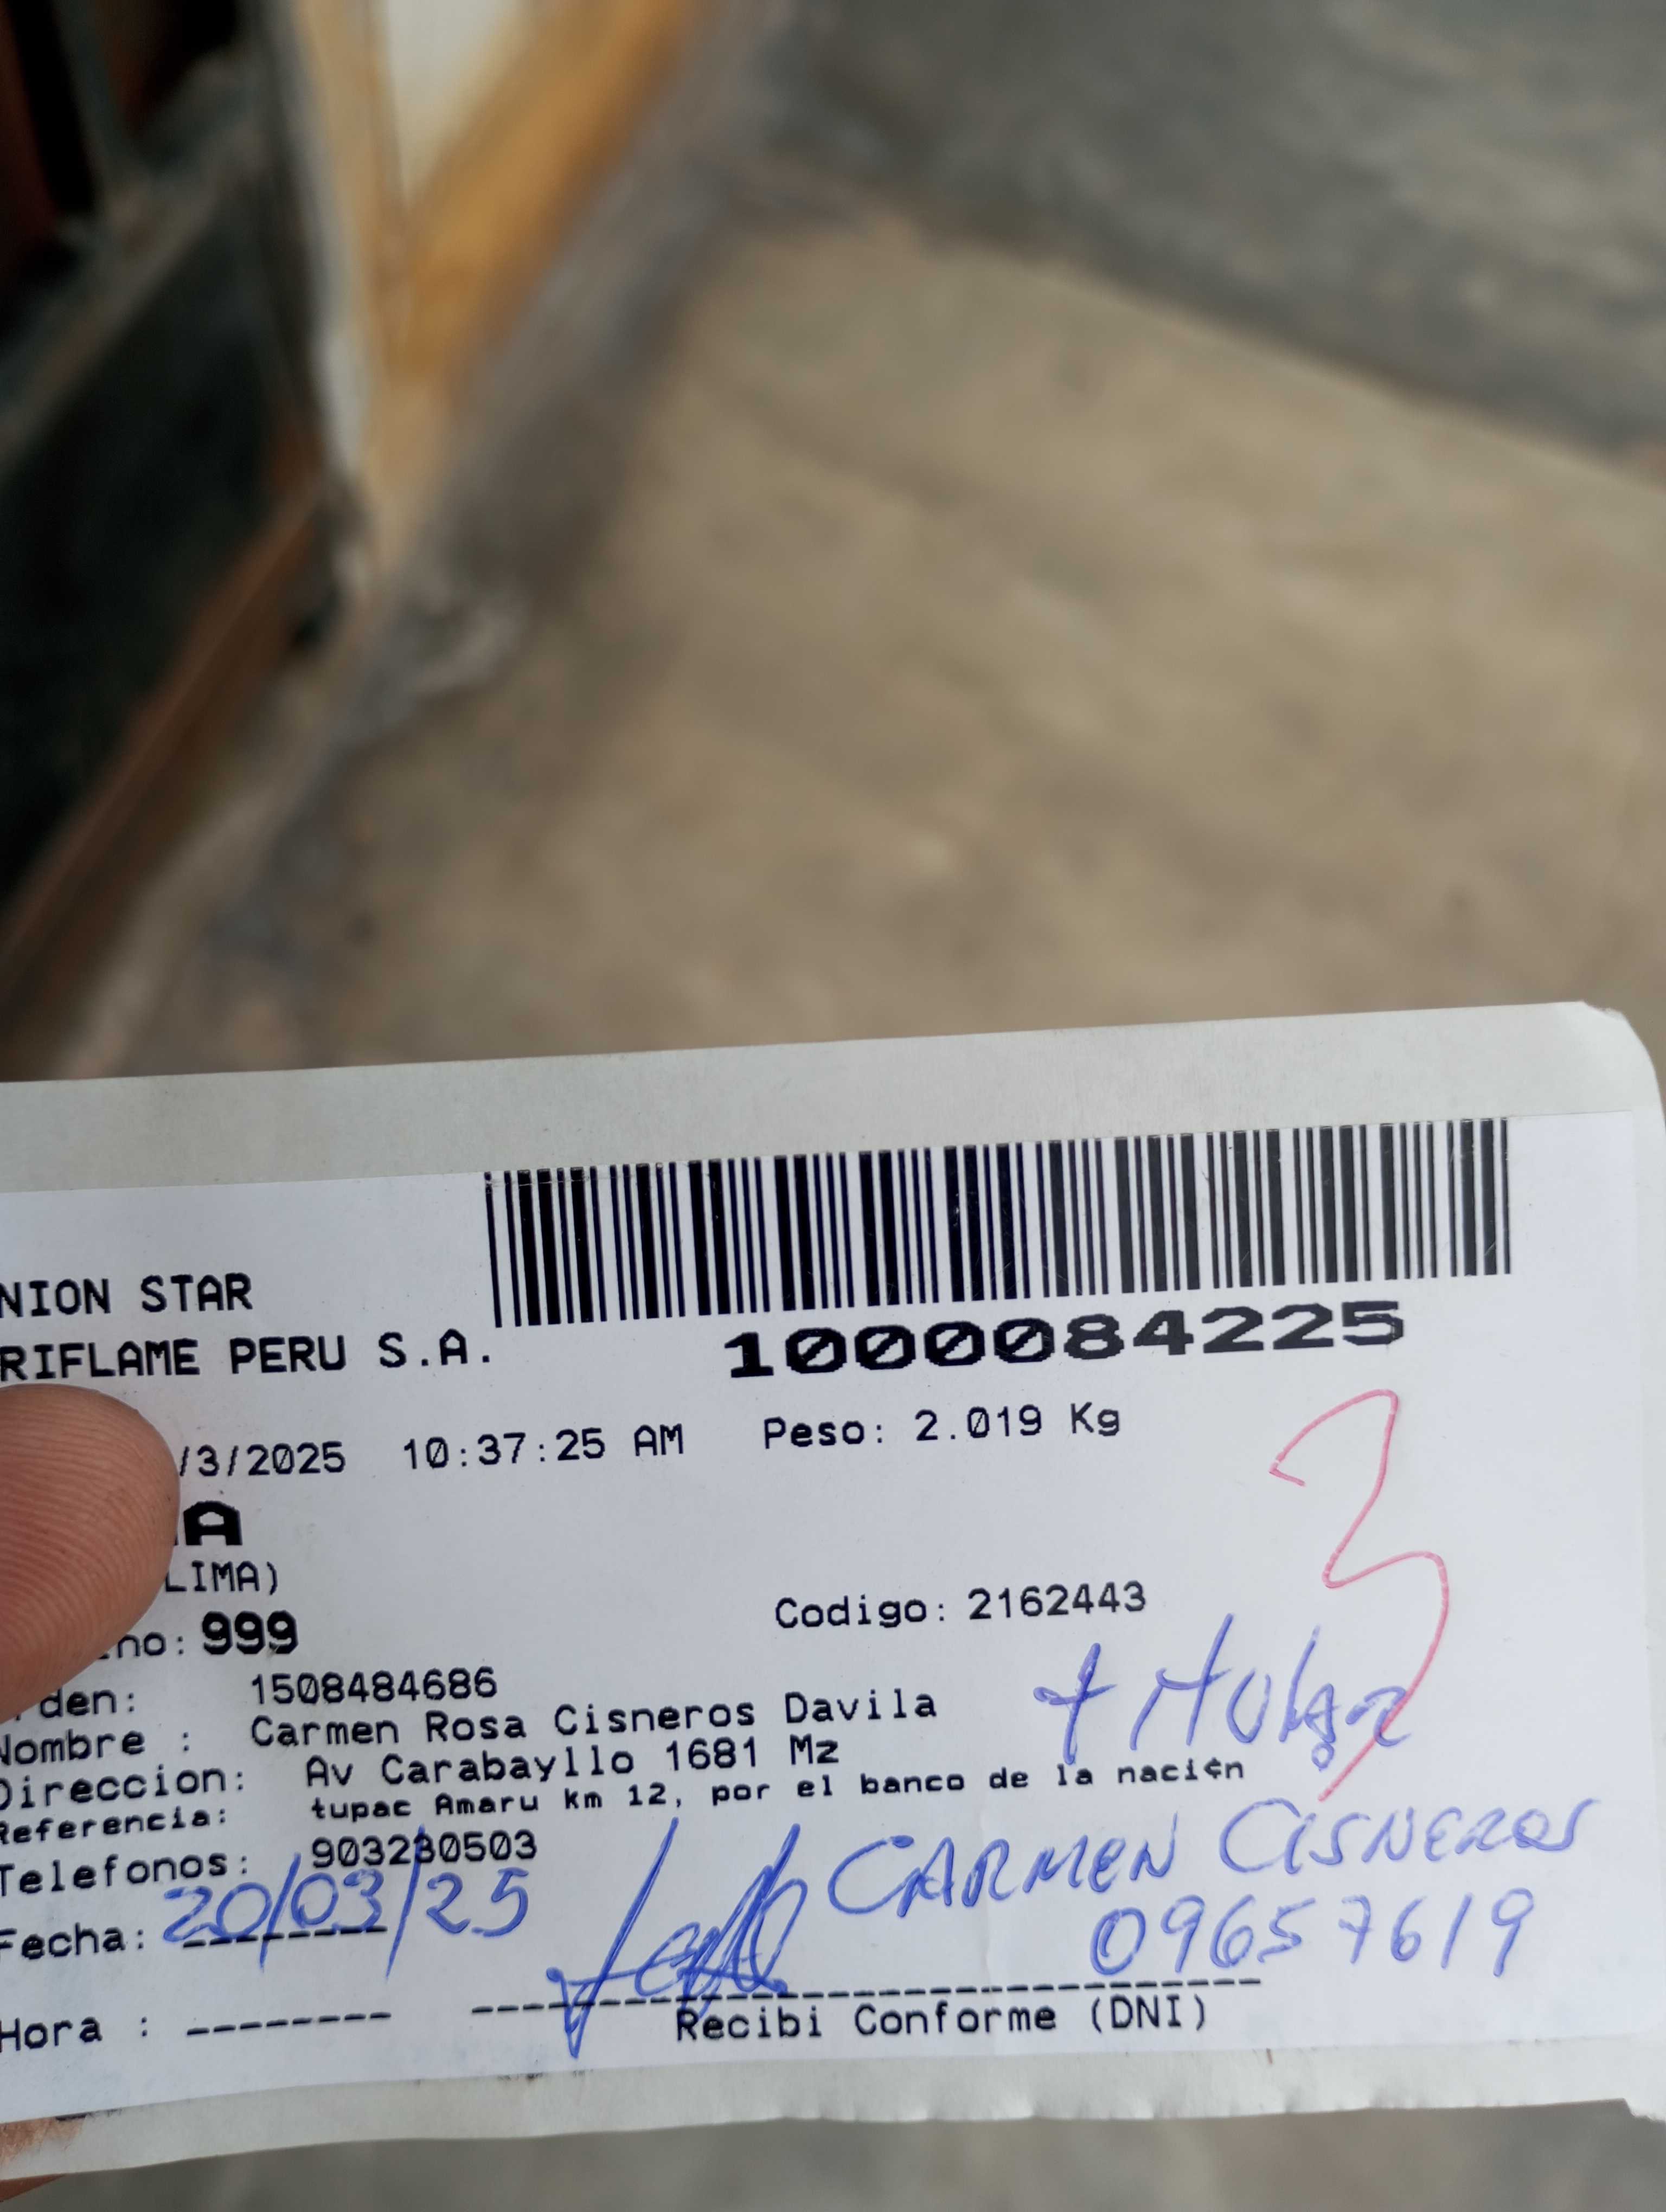 NION STAR
RIFLAME PERU S.A.
1000084225
/3/2025 10:37:25 AM Peso: 2.019 Kg
A
LIMA)
no: 999 Codigo: 2162443
den: 1508484686
Nombre : Carmen Rosa Cisneros Davila
titular
Direccion: Av Carabayllo 1681 Mz
Referencia: tupac Amaru km 12, por el banco de la naci¢n
Telefonos: 903230503
CARMEN CISNEROS
Fecha: 20/03/25 09657619
Hora : --------
Recibi Conforme (DNI)
3